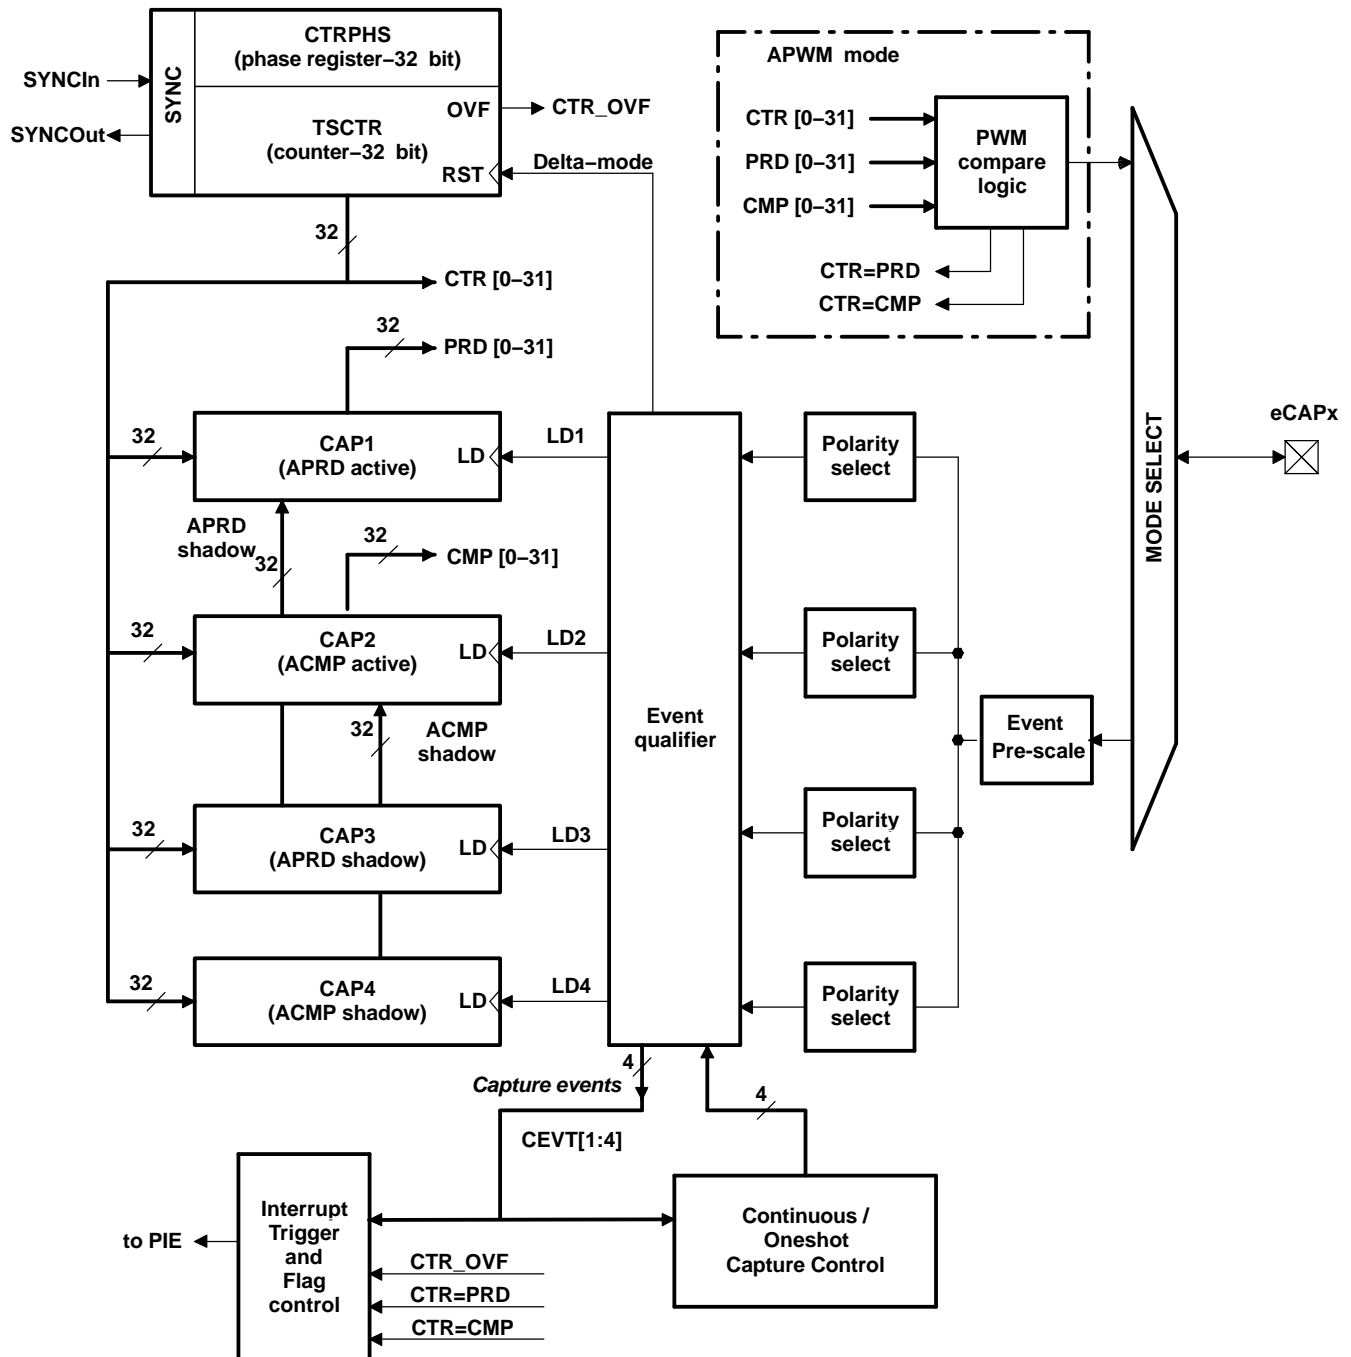 CTRPHS
(phase register−32 bit)
APWM mode
SYNCIn
SYNC
SYNCOut
OVF
CTR_OVF
TSCTR
(counter−32 bit)
RST
Delta−mode
CTR [0−31]
PRD [0−31]
CMP [0−31]
PWM
compare
logic
CTR=PRD
CTR=CMP
32
CTR [0−31]
32
PRD [0−31]
eCAPx
MODE SELECT
32
CAP1
(APRD active)
LD
LD1
Polarity
select
APRD
shadow
32
32
CMP [0−31]
32
CAP2
(ACMP active)
LD
LD2
Polarity
select
32
ACMP
shadow
Event
qualifier
Event
Pre-scale
32
CAP3
(APRD shadow)
LD
LD3
Polarity
select
32
CAP4
(ACMP shadow)
LD
LD4
Polarity
select
4
Capture events
4
CEVT[1:4]
Interrupt
Trigger
and
Flag
control
to PIE
Continuous /
Oneshot
Capture Control
CTR_OVF
CTR=PRD
CTR=CMP